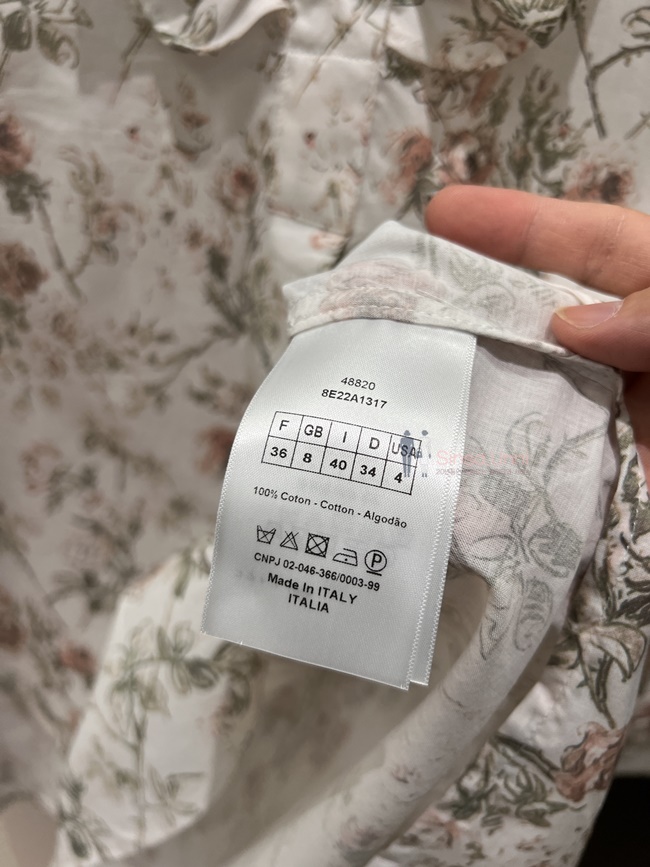 48820
8E22A1317
F GB I D USA
36 8 40 34 4
100% Coton - Cotton - Algodão
P
CNPJ 02-046-366/0003-99
Made In ITALY
ITALIA